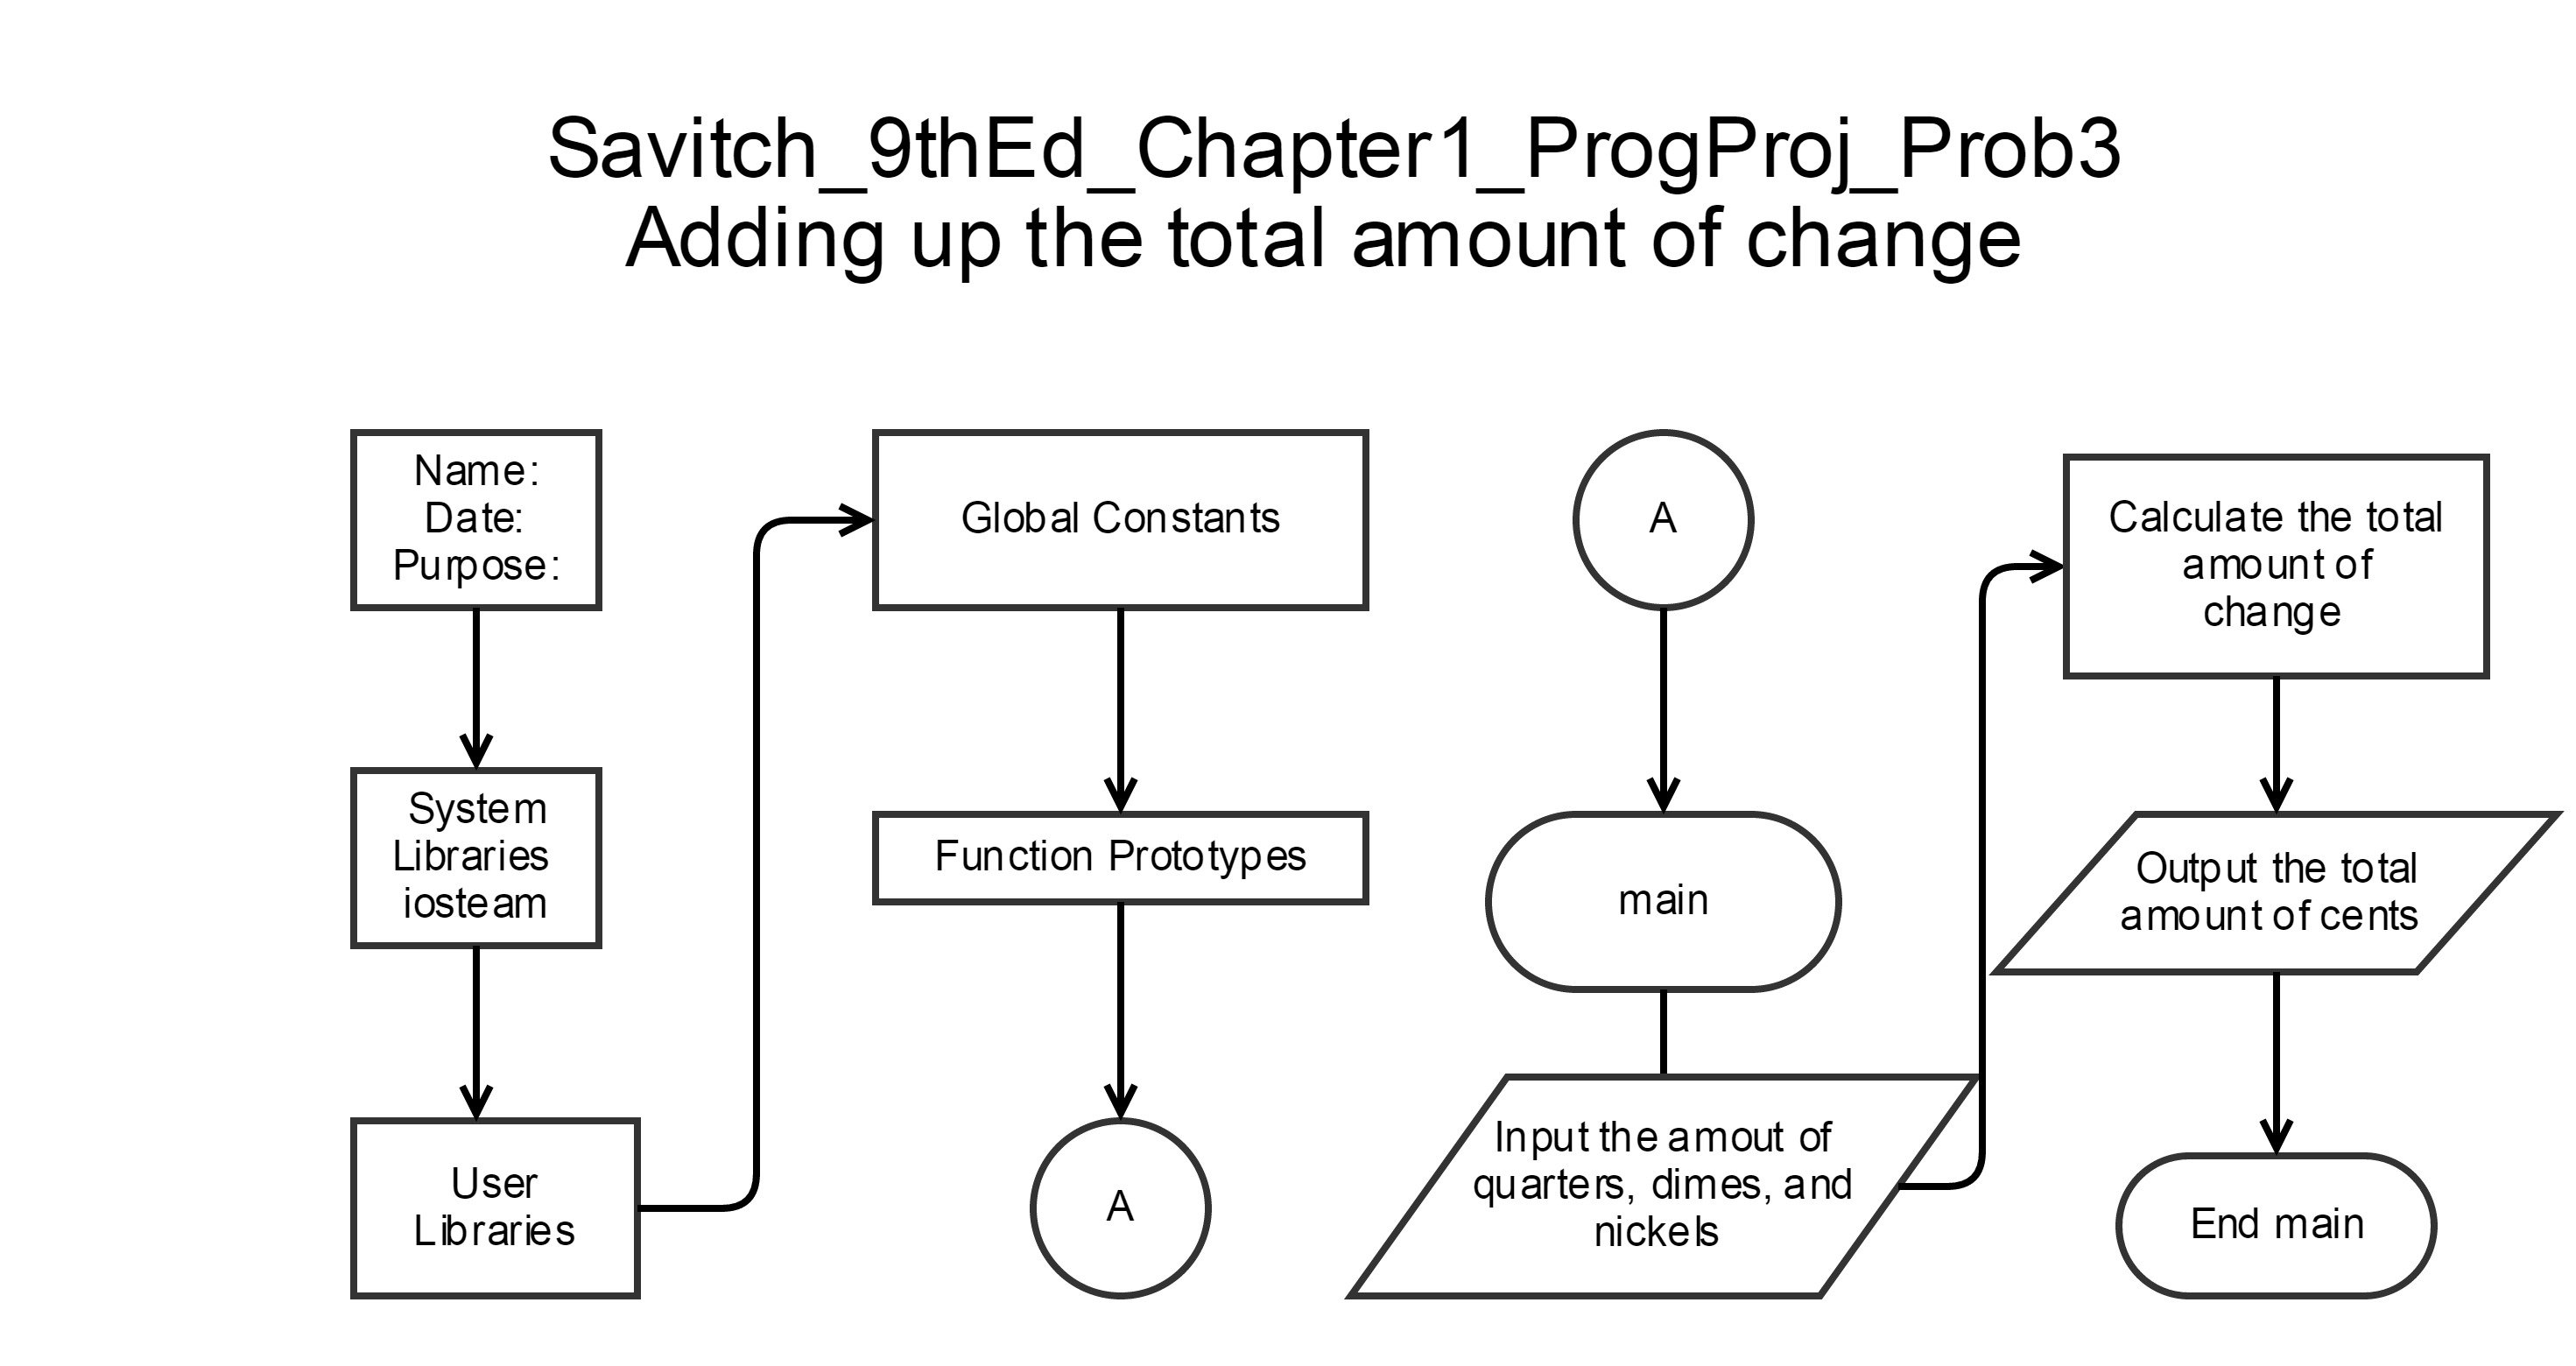 Savitch_9thEd_Chapter1_ProgProj_Prob3
Adding up the total amount of change
Name:
Date:
Purpose:
System
Libraries
iosteam
User
Libraries
Global Constants
Function Prototypes
A
A
main
Input the amout of
quarters, dimes, and
nickels
Calculate the total
amount of
change
Output the total
amount of cents
End main